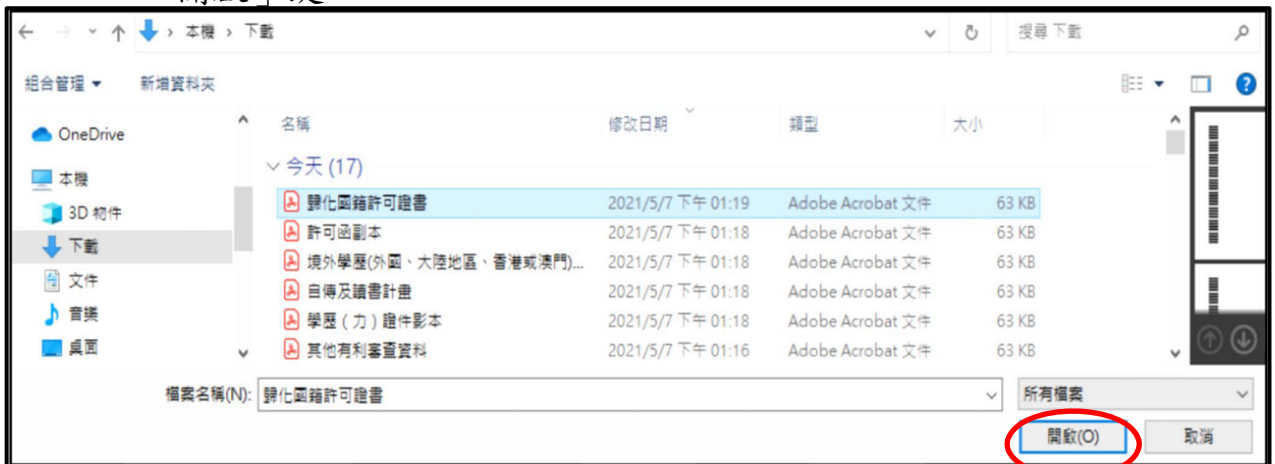 本機 › 下載
搜尋 下載
組合管理 新增資料夾
OneDrive
本機
3D 物件
下載
文件
音樂
桌面
名稱 修改日期 類型 大小
今天 (17)
歸化國籍許可證書 2021/5/7 下午 01:19 Adobe Acrobat 文件 63 KB
許可函副本 2021/5/7 下午 01:18 Adobe Acrobat 文件 63 KB
境外學歷(外國、大陸地區、香港或澳門)... 2021/5/7 下午 01:18 Adobe Acrobat 文件 63 KB
自傳及讀書計畫 2021/5/7 下午 01:18 Adobe Acrobat 文件 63 KB
學歷（力）證件影本 2021/5/7 下午 01:18 Adobe Acrobat 文件 63 KB
其他有利審查資料 2021/5/7 下午 01:16 Adobe Acrobat 文件 63 KB
檔案名稱(N): 歸化國籍許可證書 所有檔案
開啟(O) 取消